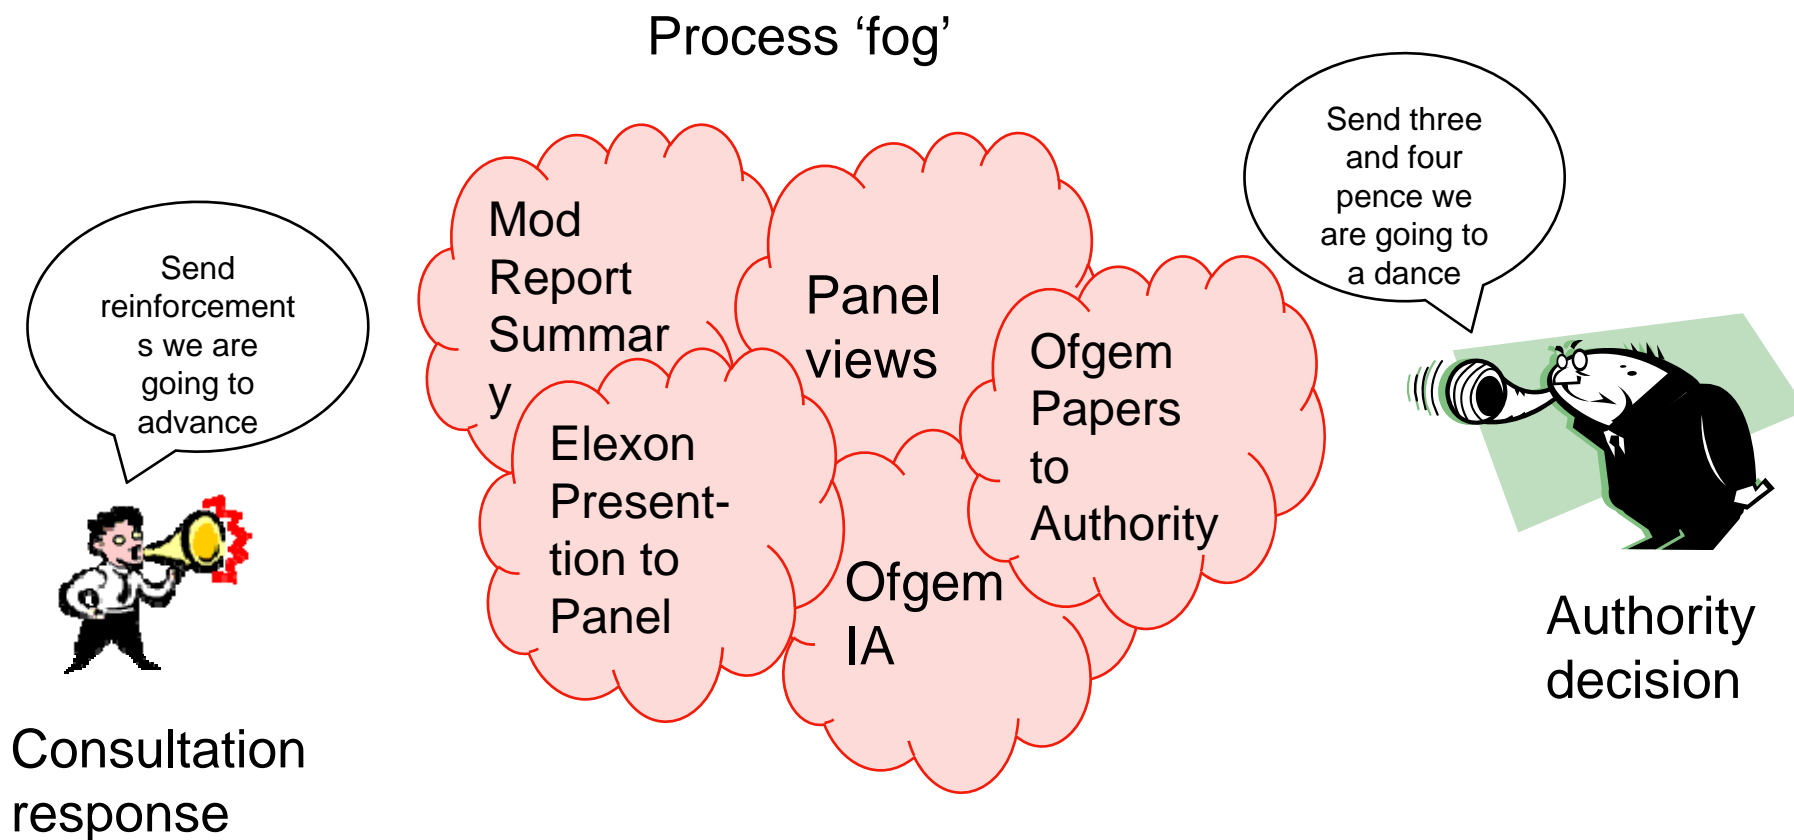 Process ‘fog’
Send
reinforcement
s we are
going to
advance
Consultation
response
Mod
Report
Summar
y
Elexon
Present-
tion to
Panel
Panel
views
Ofgem
IA
Ofgem
Papers
to
Authority
Send three
and four
pence we
are going to
a dance
Authority
decision